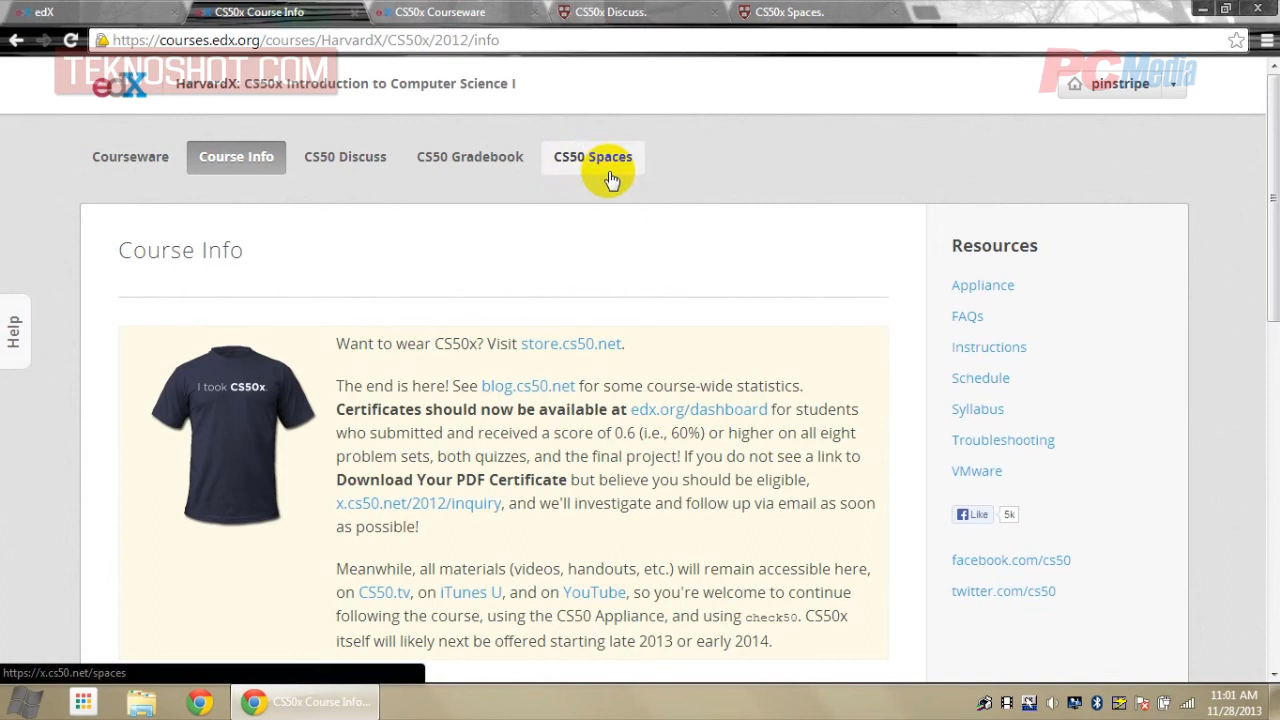 edX
CS50x Course Info
CS50x Courseware
CS50x Discuss.
CS50x Spaces.
https://courses.edx.org/courses/HarvardX/CS50x/2012/info
TEKNOSHOT.COM
PCMedia
edX
HarvardX: CS50x Introduction to Computer Science I
pinstripe
Courseware
Course Info
CS50 Discuss
CS50 Gradebook
CS50 Spaces
Help
Course Info
I took CS50x.
Want to wear CS50x? Visit store.cs50.net.
The end is here! See blog.cs50.net for some course-wide statistics.
Certificates should now be available at edx.org/dashboard for students
who submitted and received a score of 0.6 (i.e., 60%) or higher on all eight
problem sets, both quizzes, and the final project! If you do not see a link to
Download Your PDF Certificate but believe you should be eligible,
x.cs50.net/2012/inquiry, and we'll investigate and follow up via email as soon
as possible!
Meanwhile, all materials (videos, handouts, etc.) will remain accessible here,
on CS50.tv, on iTunes U, and on YouTube, so you're welcome to continue
following the course, using the CS50 Appliance, and using check50. CS50x
itself will likely next be offered starting late 2013 or early 2014.
Resources
Appliance
FAQs
Instructions
Schedule
Syllabus
Troubleshooting
VMware
Like
5k
facebook.com/cs50
twitter.com/cs50
https://x.cs50.net/spaces
CS50x Course Info...
11:01 AM
11/28/2013